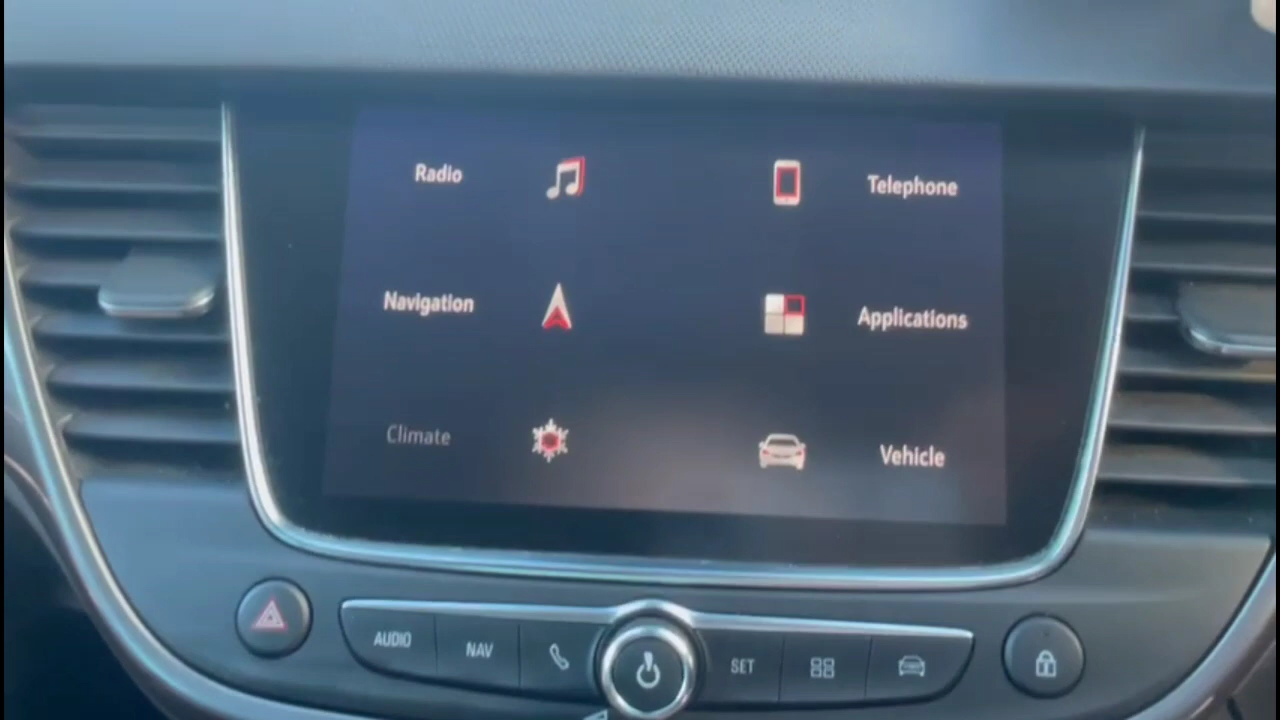 Radio
Telephone
Navigation
Applications
Climate
Vehicle
AUDIO
NAV
SET